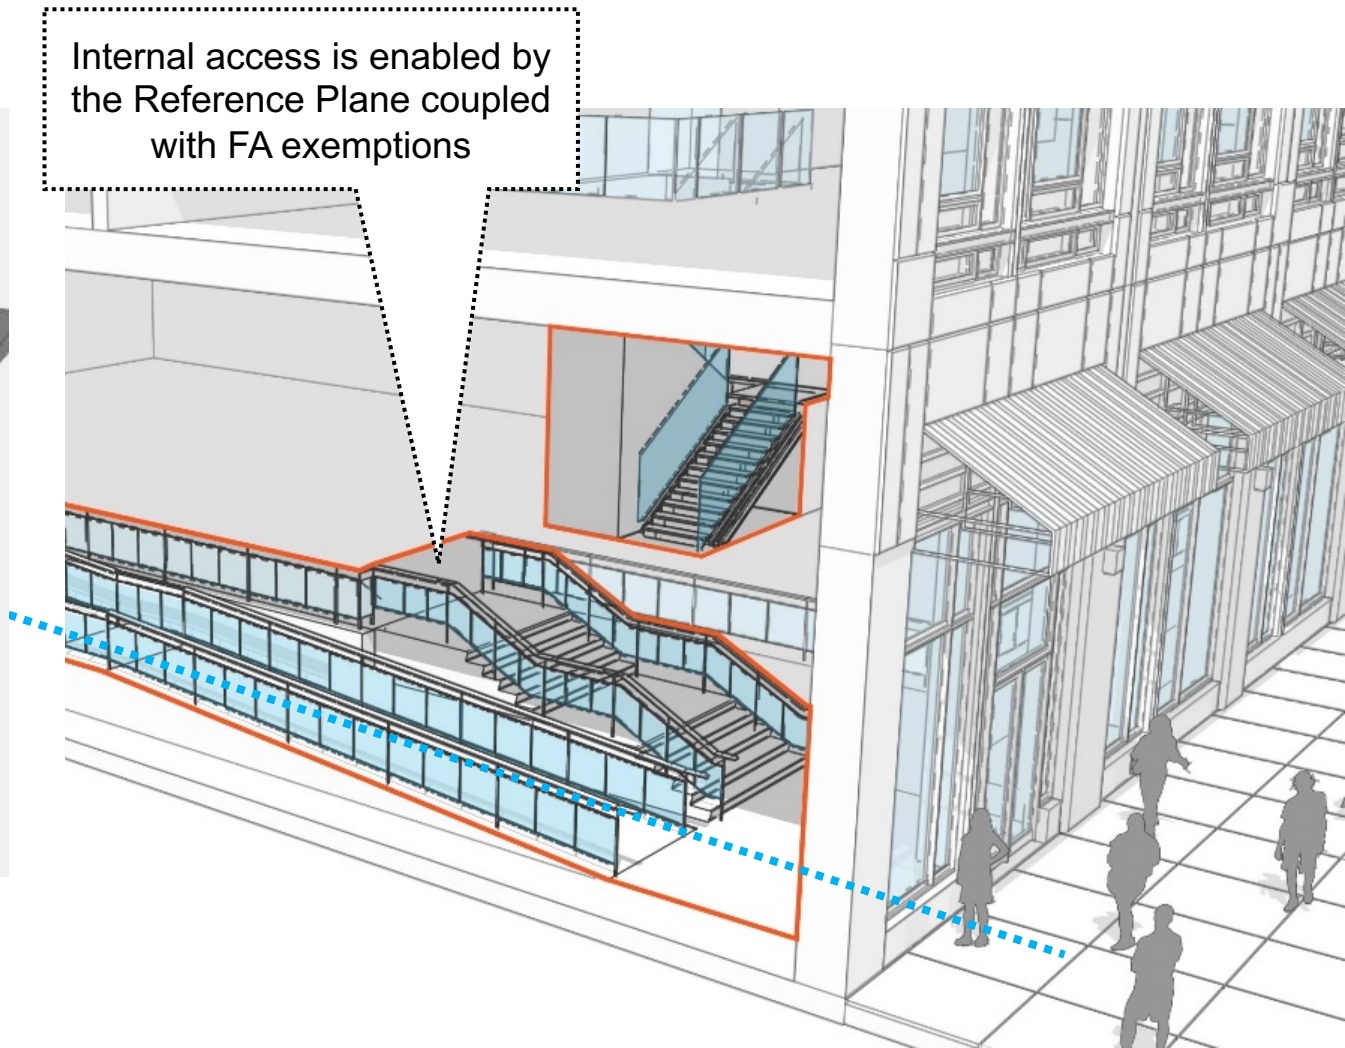 Internal access is enabled by
the Reference Plane coupled
with FA exemptions